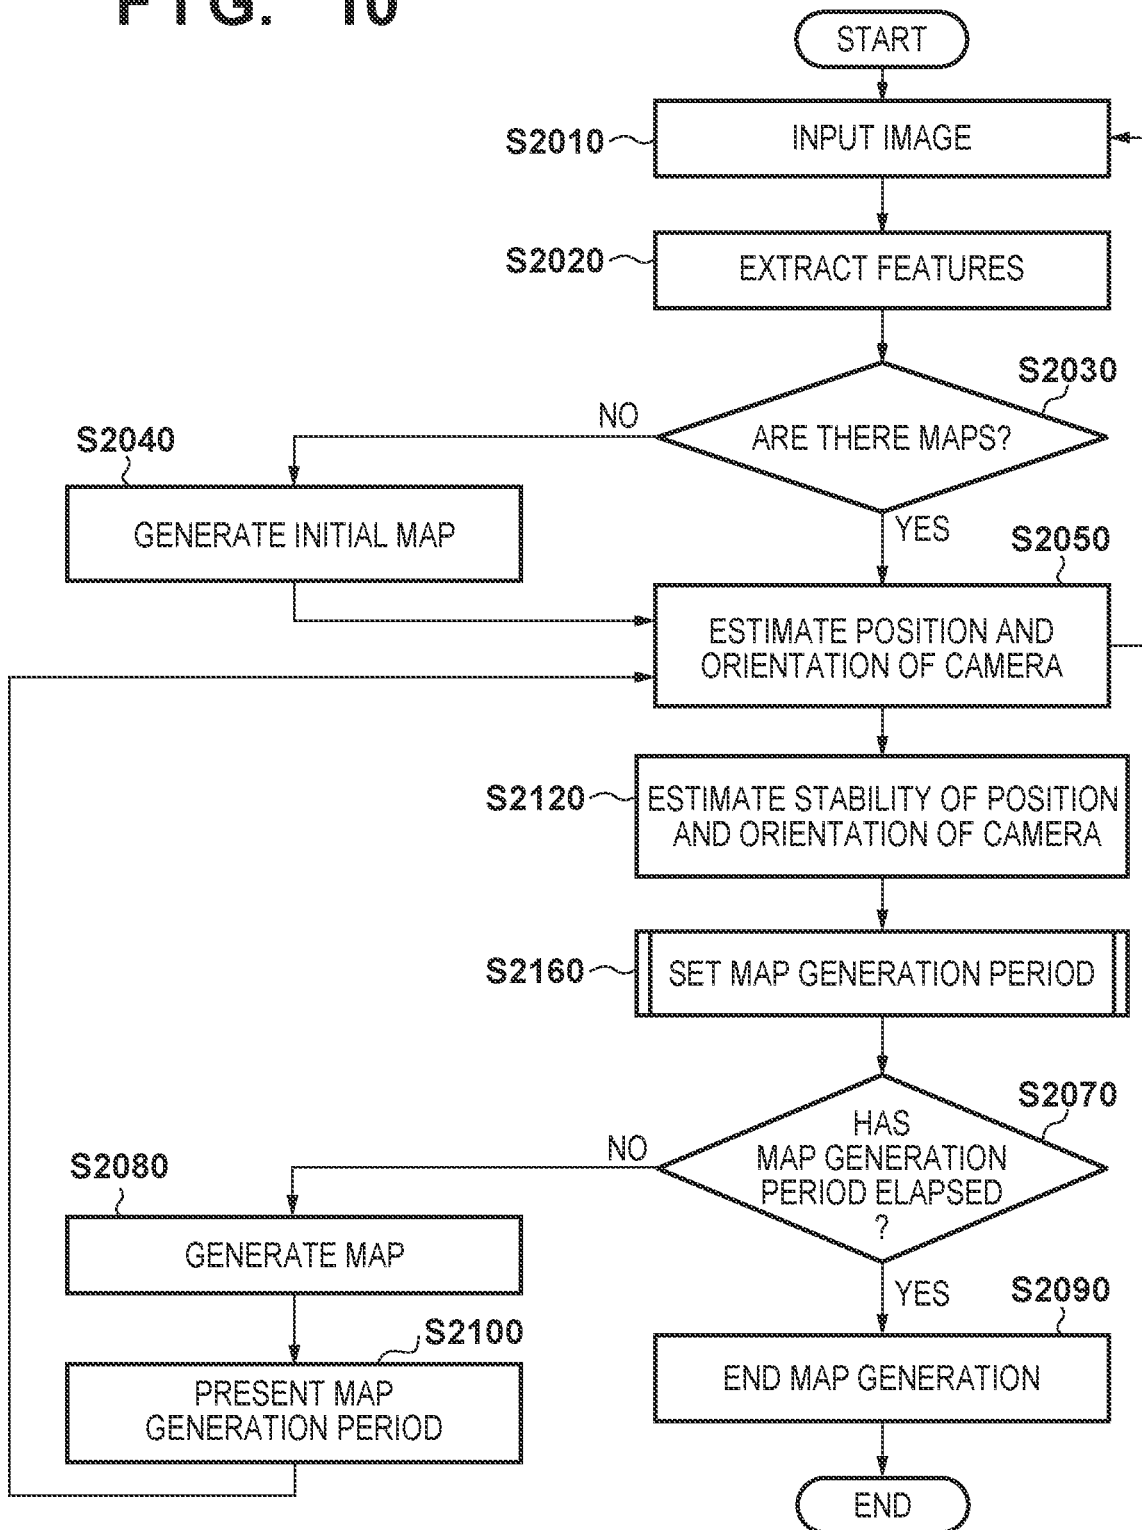 FIG. 10
START
S2010
INPUT IMAGE
S2020
EXTRACT FEATURES
S2030
ARE THERE MAPS?
NO
YES
S2040
GENERATE INITIAL MAP
S2050
ESTIMATE POSITION AND
ORIENTATION OF CAMERA
S2120
ESTIMATE STABILITY OF POSITION
AND ORIENTATION OF CAMERA
S2160
SET MAP GENERATION PERIOD
S2070
HAS
MAP GENERATION
PERIOD ELAPSED
?
NO
YES
S2080
GENERATE MAP
S2100
PRESENT MAP
GENERATION PERIOD
S2090
END MAP GENERATION
END